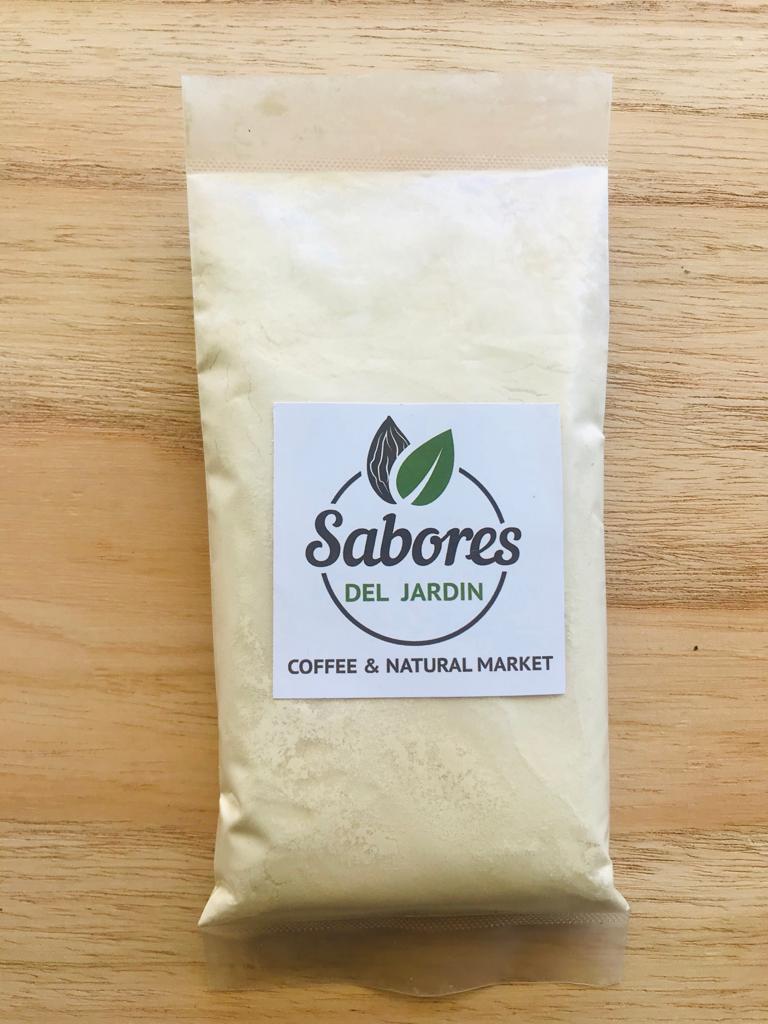 Sabores
DEL JARDIN
COFFEE & NATURAL MARKET